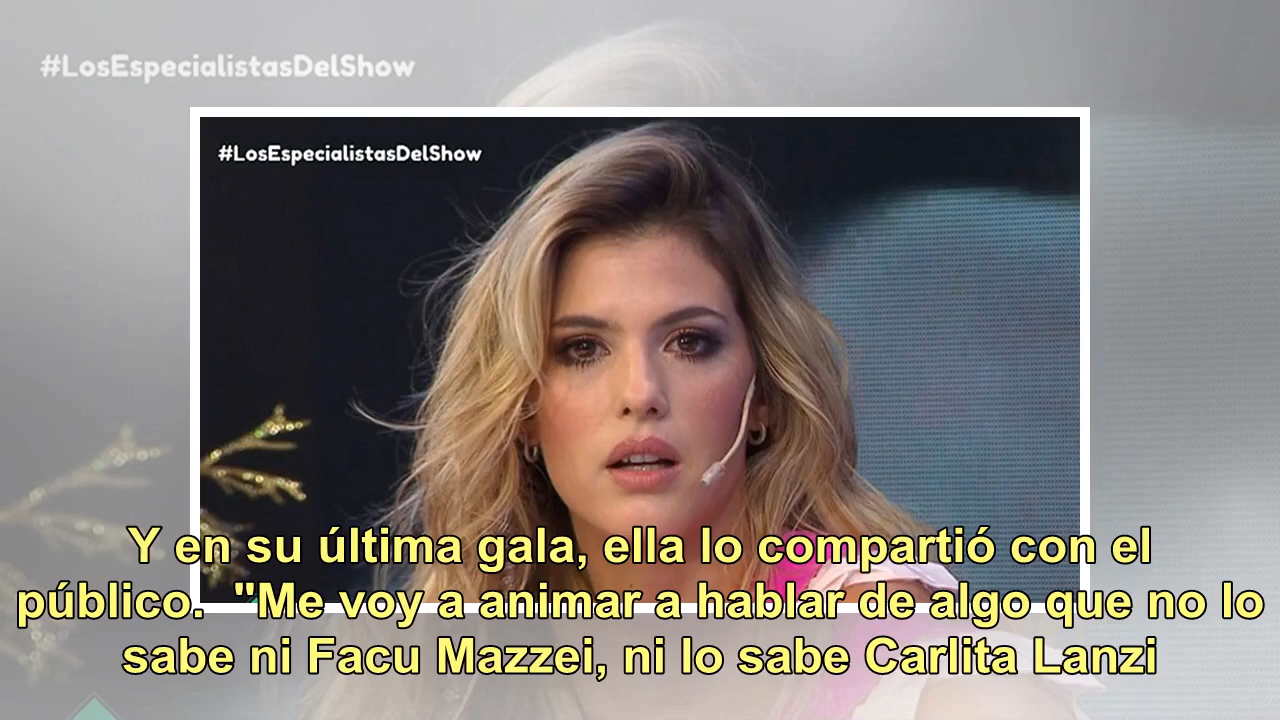 #LosEspecialistasDelShow
#LosEspecialistasDelShow
Y en su última gala, ella lo compartió con el
público. "Me voy a animar a hablar de algo que no lo
sabe ni Facu Mazzei, ni lo sabe Carlita Lanzi